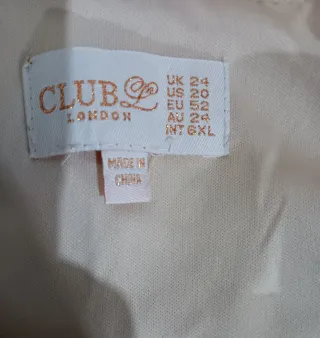 CLUB L
LONDON
UK 24
US 20
EU 52
AU 24
INT 6XL
MADE IN
CHINA